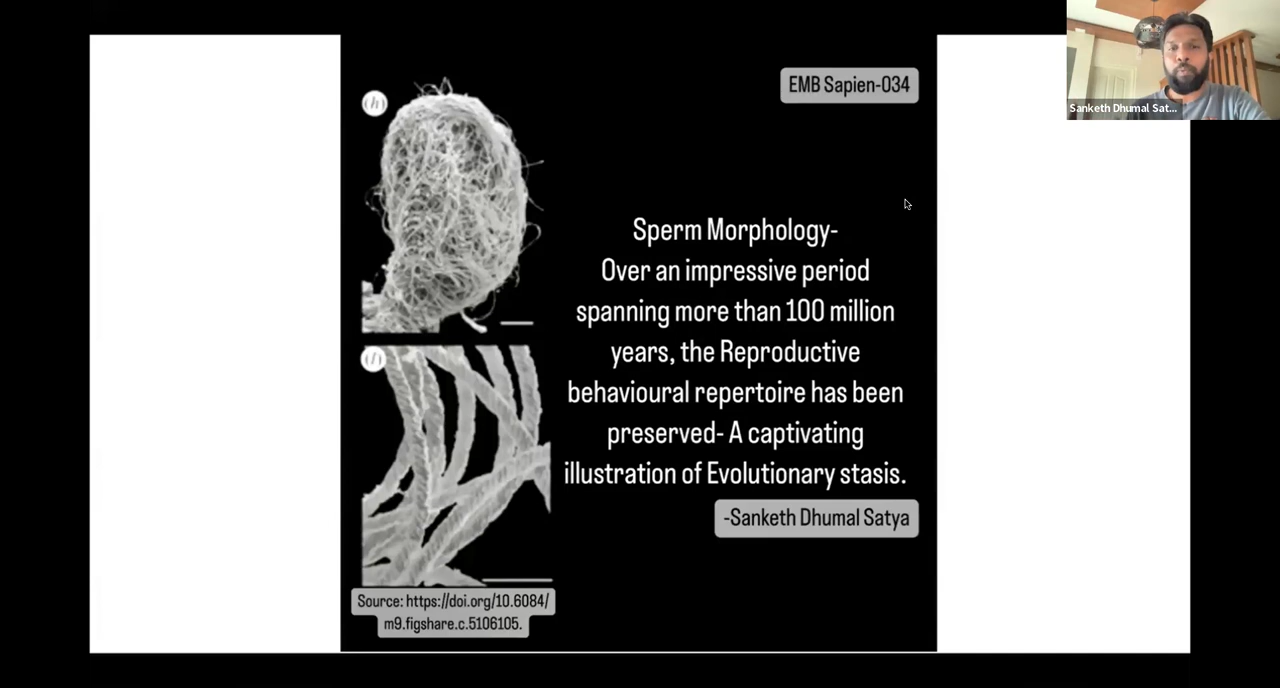 EMB Sapien-034
Sanketh Dhumal Sat...
(h)
Sperm Morphology-
Over an impressive period
spanning more than 100 million
years, the Reproductive
behavioural repertoire has been
preserved- A captivating
illustration of Evolutionary stasis.
-Sanketh Dhumal Satya
Source: https://doi.org/10.6084/
m9.figshare.c.5106105.